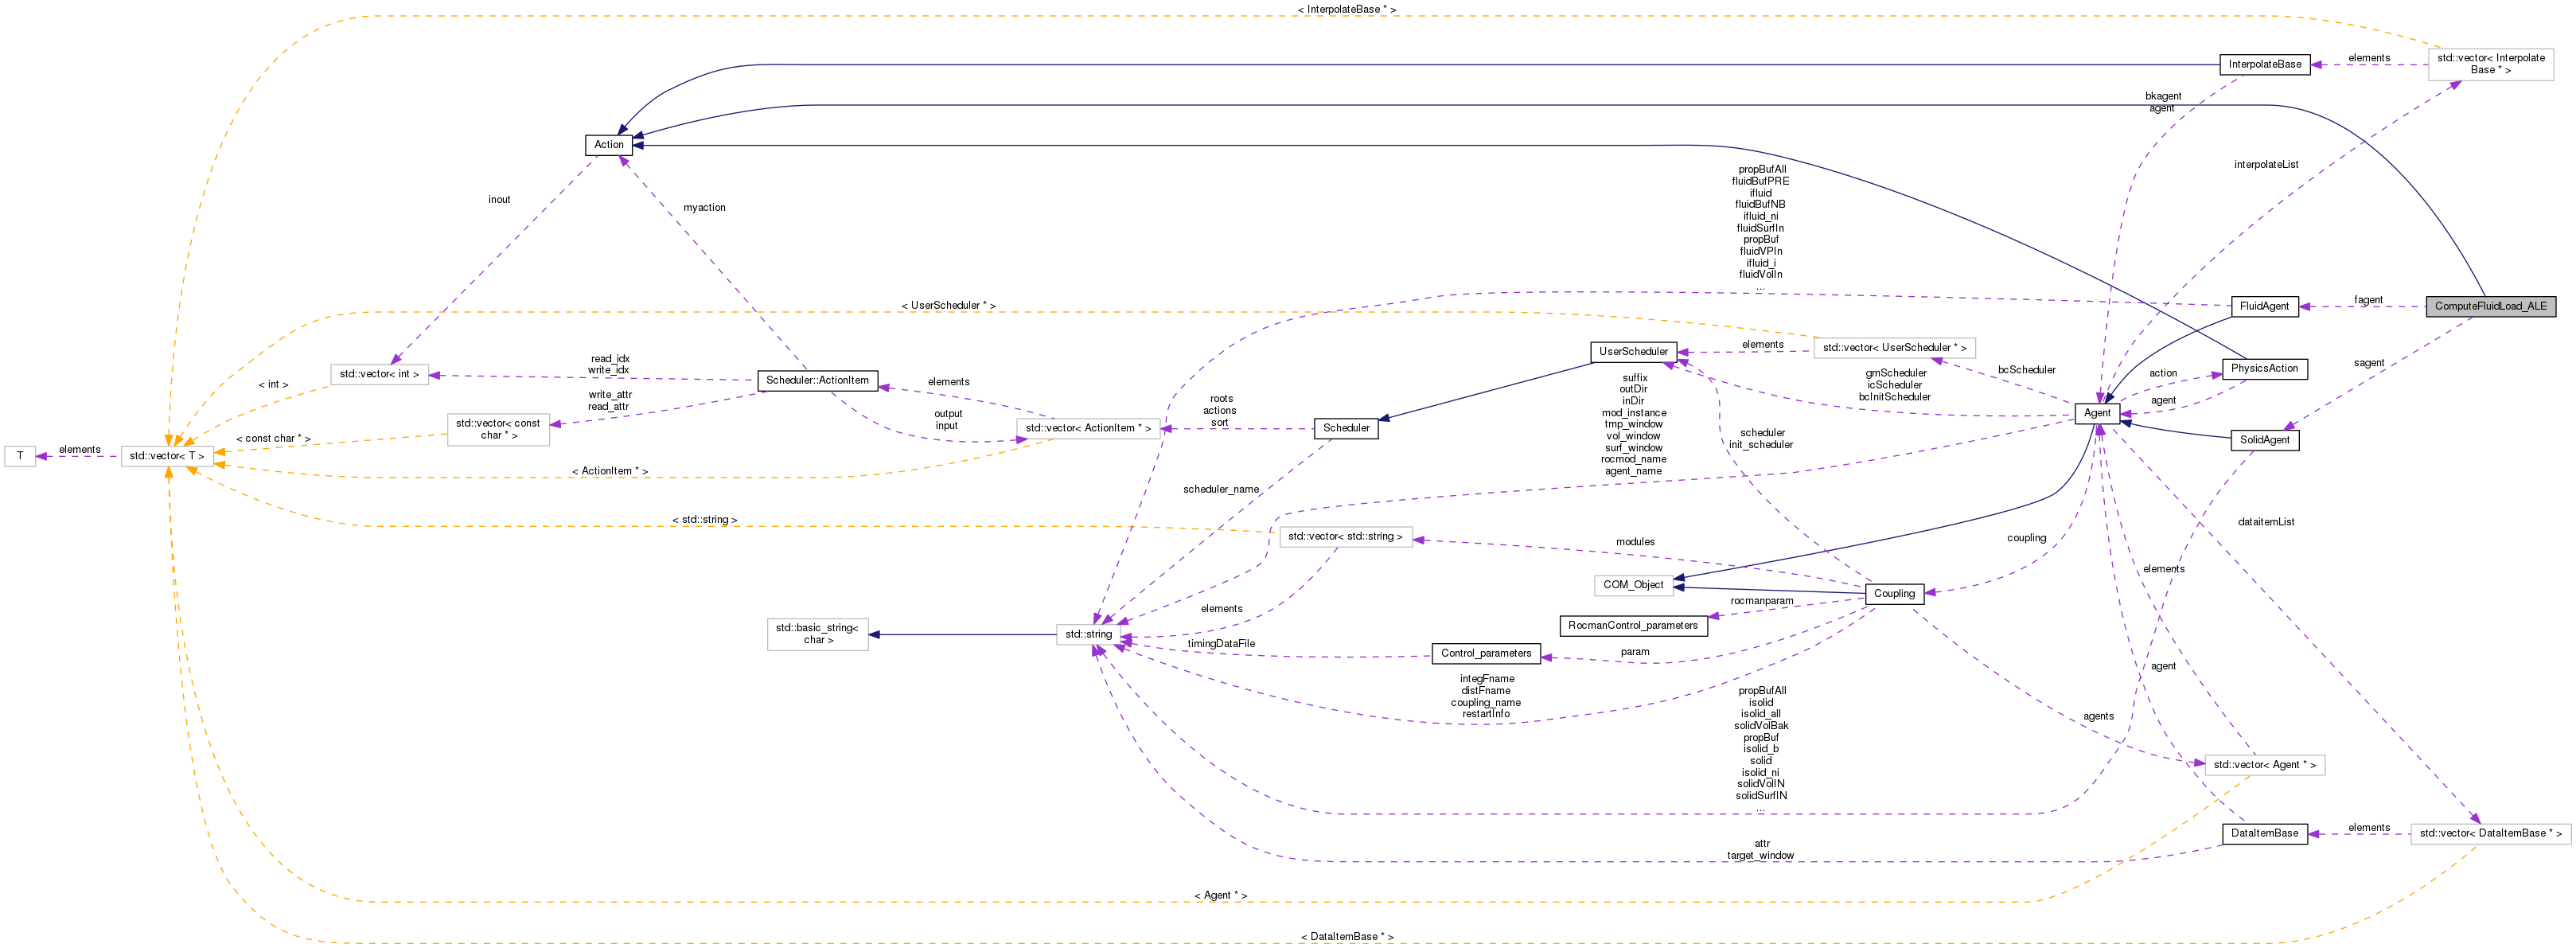 < InterpolateBase * >
InterpolateBase
elements
std::vector< Interpolate
Base * >
bkagent
agent
Action
interpolateList
propBufAll
fluidBufPRE
ifluid
fluidBufNB
ifluid_ni
fluidSurfIn
propBuf
fluidVPIn
ifluid_i
fluidVolIn
...
inout
myaction
< UserScheduler * >
FluidAgent
fagent
ComputeFluidLoad_ALE
UserScheduler
elements
std::vector< UserScheduler * >
bcScheduler
action
PhysicsAction
sagent
std::vector< int >
read_idx
write_idx
Scheduler::ActionItem
elements
gmScheduler
icScheduler
bcInitScheduler
agent
< int >
write_attr
read_attr
suffix
outDir
inDir
mod_instance
tmp_window
vol_window
surf_window
rocmod_name
agent_name
roots
actions
sort
output
input
Agent
std::vector< const
char * >
std::vector< ActionItem * >
Scheduler
scheduler
init_scheduler
SolidAgent
< const char * >
T
elements
std::vector< T >
< ActionItem * >
scheduler_name
< std::string >
dataitemList
std::vector< std::string >
modules
coupling
elements
COM_Object
Coupling
elements
rocmanparam
RocmanControl_parameters
std::basic_string<
char >
std::string
timingDataFile
Control_parameters
param
agent
integFname
distFname
coupling_name
restartInfo
propBufAll
isolid
isolid_all
solidVolBak
propBuf
isolid_b
solid
isolid_ni
solidVolIN
solidSurfIN
...
agents
std::vector< Agent * >
DataItemBase
elements
std::vector< DataItemBase * >
attr
target_window
< Agent * >
< DataItemBase * >